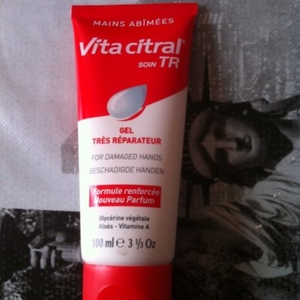 MAINS ABÎMÉES
Vita citral
SOIN TR
GEL
TRÈS RÉPARATEUR
FOR DAMAGED HANDS
BESCHADIGDE HANDEN
Formule renforcée
Nouveau Parfum
Glycérine végétale
Aloès - Vitamine A
100 ml e 3 ⅓ Oz